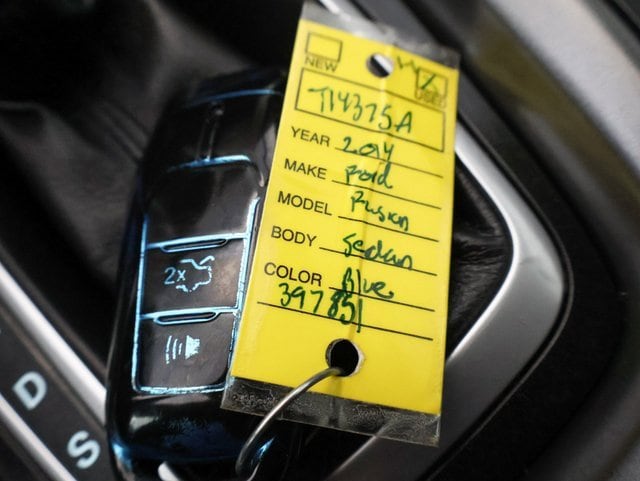 NEW
USED
T14375A
YEAR 2014
MAKE Ford
MODEL Fusion
BODY Sedan
COLOR Blue
397851
2x
D
S